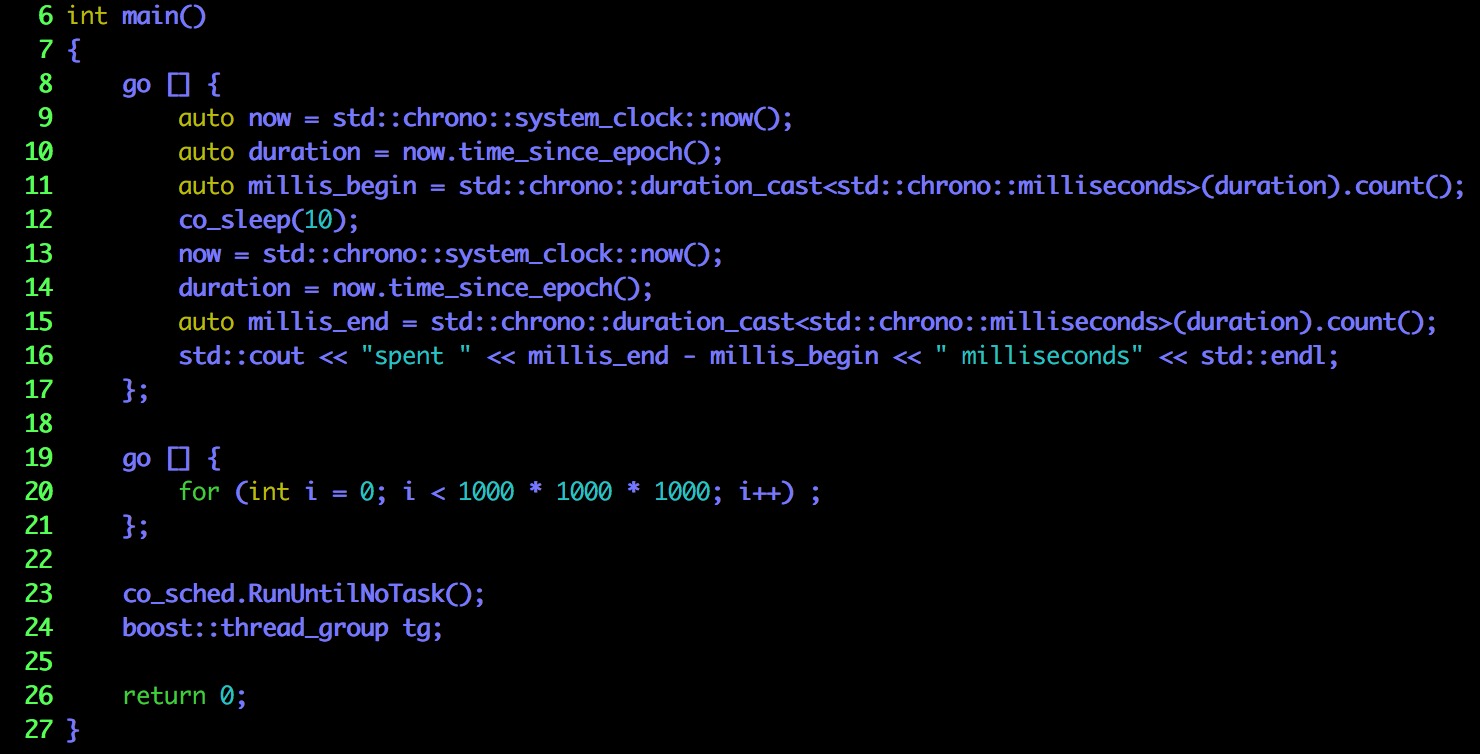 6 int main()
7 {
8     go [] {
9         auto now = std::chrono::system_clock::now();
10         auto duration = now.time_since_epoch();
11         auto millis_begin = std::chrono::duration_cast<std::chrono::milliseconds>(duration).count();
12         co_sleep(10);
13         now = std::chrono::system_clock::now();
14         duration = now.time_since_epoch();
15         auto millis_end = std::chrono::duration_cast<std::chrono::milliseconds>(duration).count();
16         std::cout << "spent " << millis_end - millis_begin << " milliseconds" << std::endl;
17     };
18
19     go [] {
20         for (int i = 0; i < 1000 * 1000 * 1000; i++) ;
21     };
22
23     co_sched.RunUntilNoTask();
24     boost::thread_group tg;
25
26     return 0;
27 }